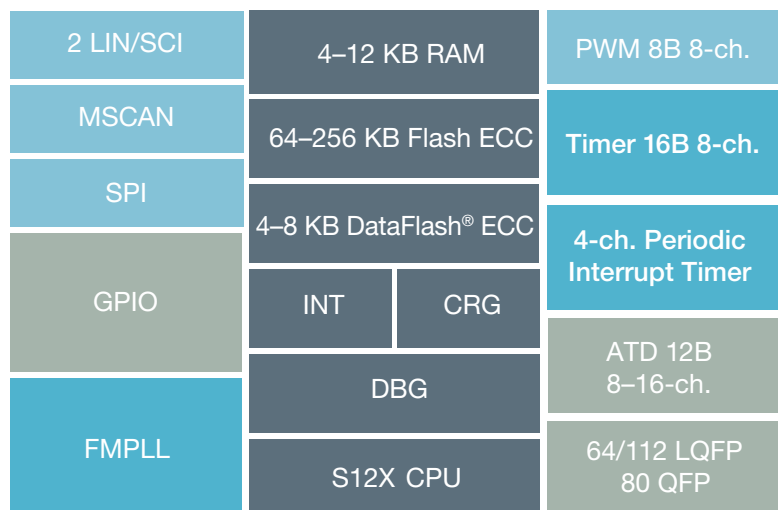 2 LIN/SCI
MSCAN
SPI
GPIO
FMPLL
4–12 KB RAM
64–256 KB Flash ECC
4–8 KB DataFlash® ECC
INT
CRG
DBG
S12X CPU
PWM 8B 8-ch.
Timer 16B 8-ch.
4-ch. Periodic
Interrupt Timer
ATD 12B
8–16-ch.
64/112 LQFP
80 QFP